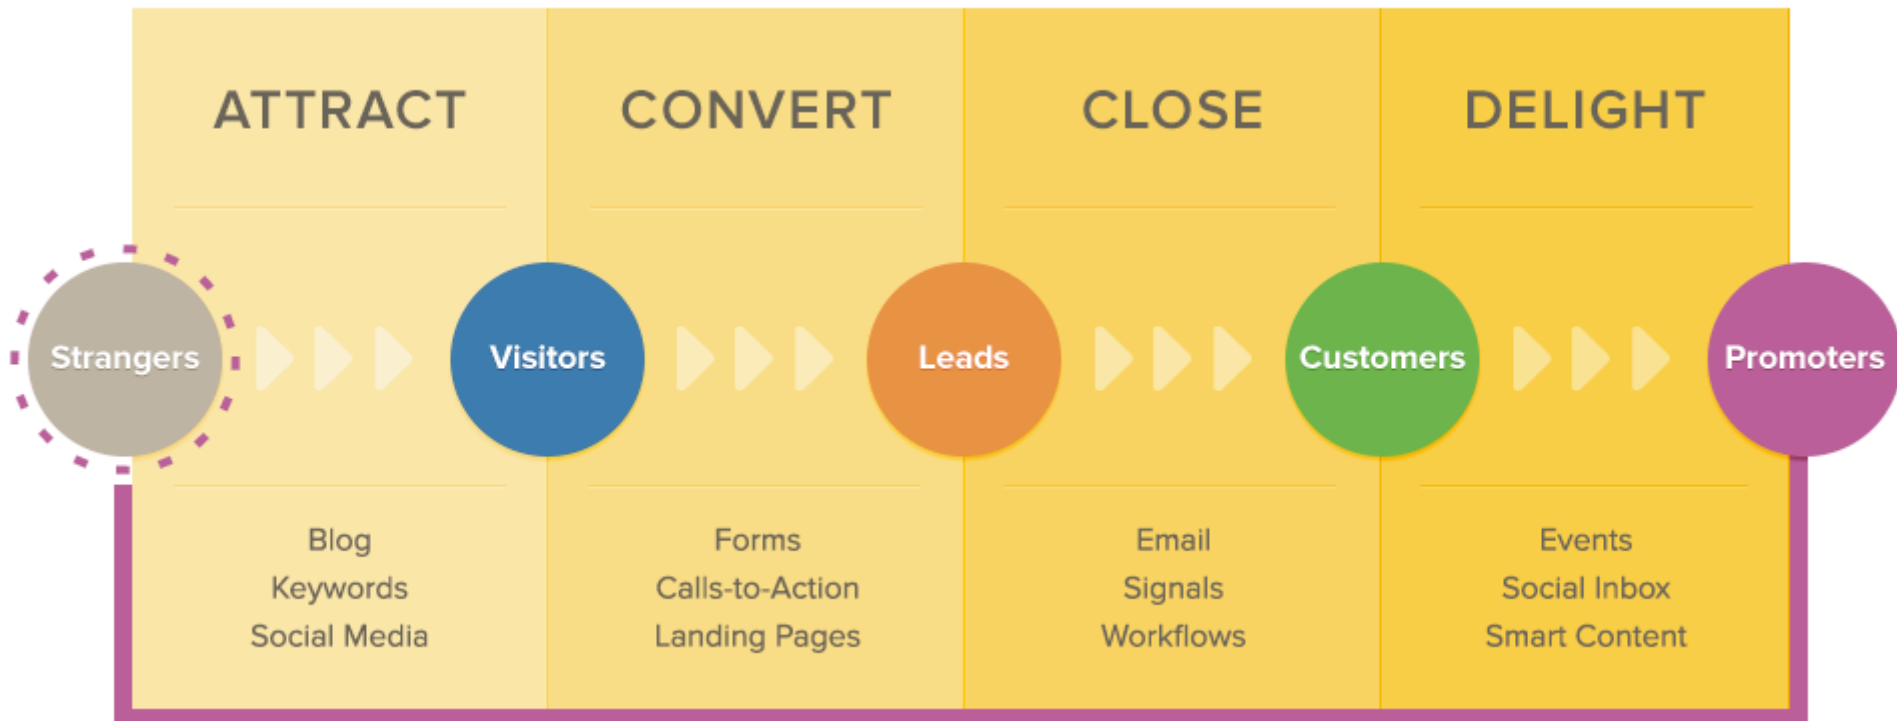 ATTRACT
CONVERT
CLOSE
DELIGHT
Strangers
Visitors
Leads
Customers
Promoters
Blog
Keywords
Social Media
Forms
Calls-to-Action
Landing Pages
Email
Signals
Workflows
Events
Social Inbox
Smart Content